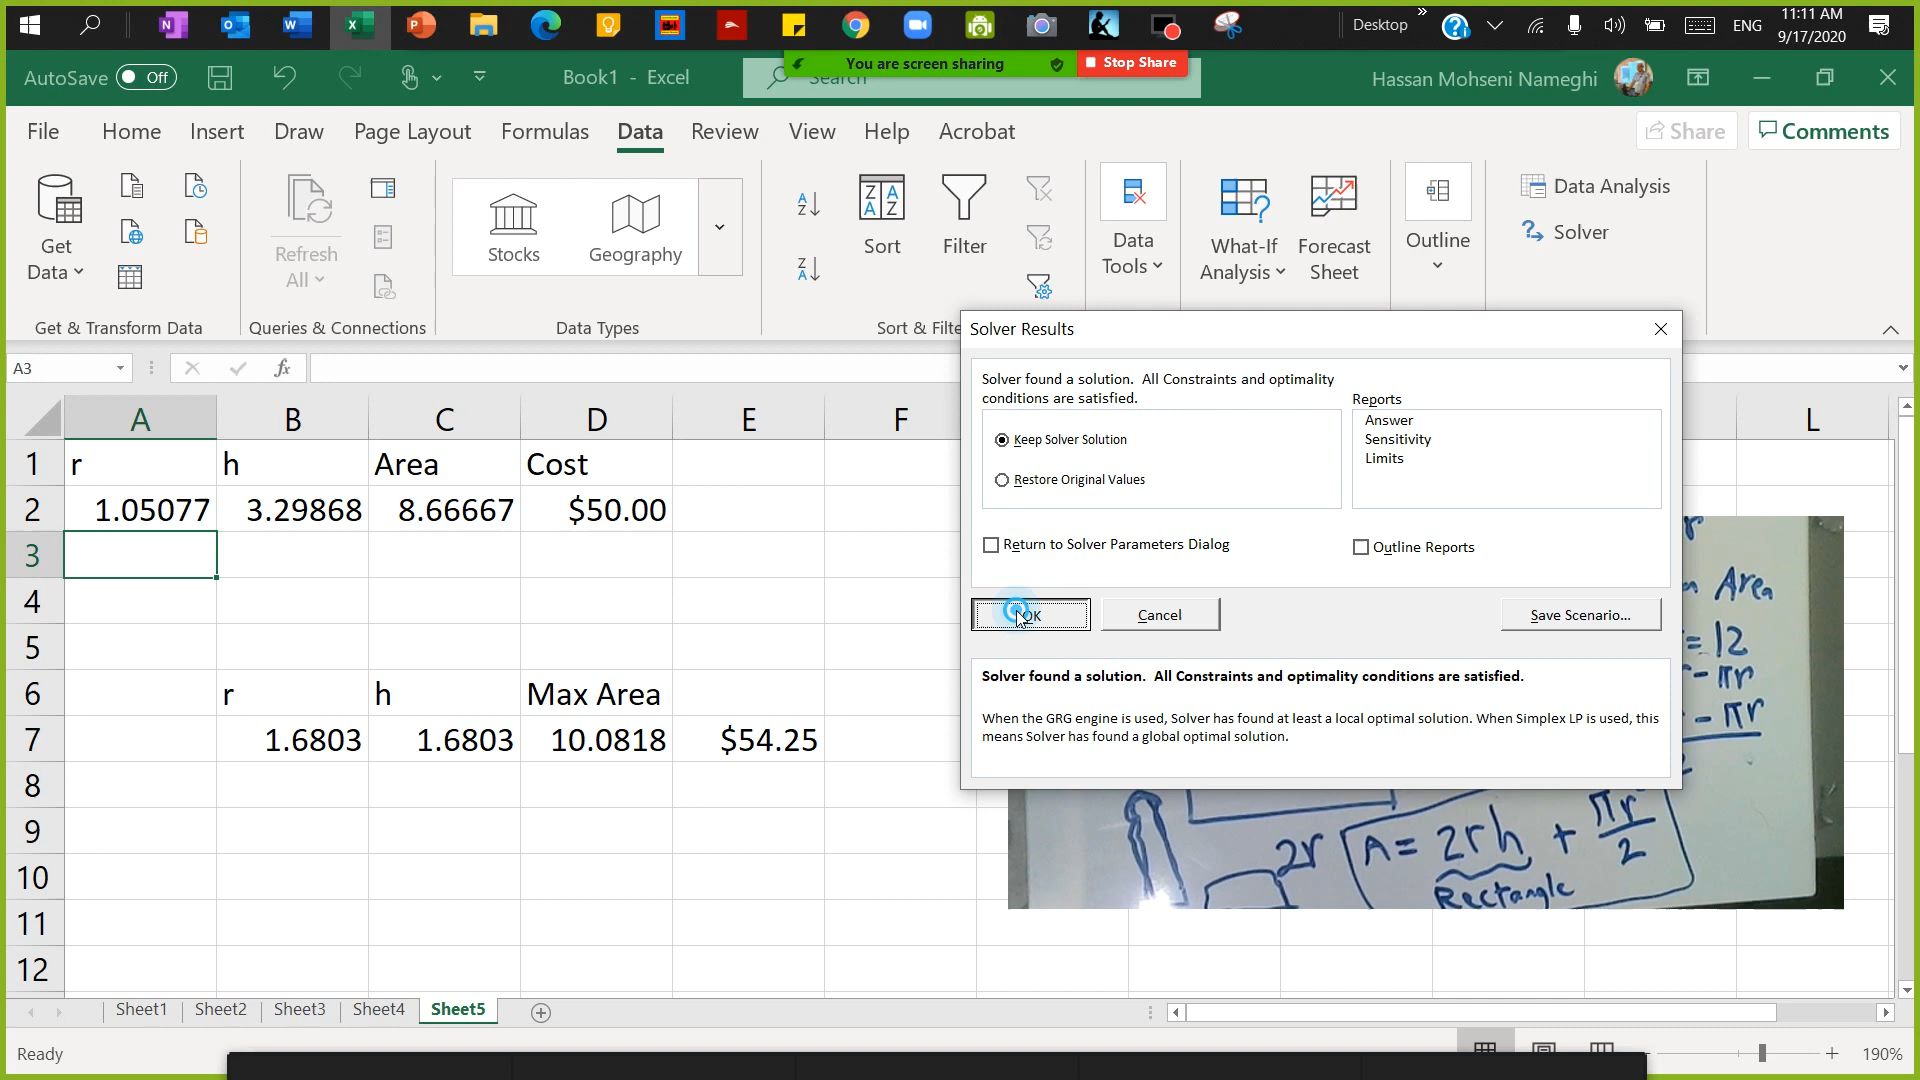 Desktop
»
ENG
11:11 AM
9/17/2020
AutoSave Off
Book1 - Excel
You are screen sharing
Stop Share
Search
Hassan Mohseni Nameghi
File Home Insert Draw Page Layout Formulas Data Review View Help Acrobat
Share
Comments
Get
Data
Refresh
All
Stocks
Geography
Sort
Filter
Data
Tools
What-If
Analysis
Forecast
Sheet
Outline
Data Analysis
Solver
Get & Transform Data
Queries & Connections
Data Types
Sort & Filte
A3
fx
A B C D E F L
1 r h Area Cost
2 1.05077 3.29868 8.66667 $50.00
3
4
5
6 r h Max Area
7 1.6803 1.6803 10.0818 $54.25
8
9
10
11
12
Solver Results
Solver found a solution. All Constraints and optimality
conditions are satisfied.
Keep Solver Solution
Restore Original Values
Reports
Answer
Sensitivity
Limits
Return to Solver Parameters Dialog
Outline Reports
OK
Cancel
Save Scenario...
Solver found a solution. All Constraints and optimality conditions are satisfied.
When the GRG engine is used, Solver has found at least a local optimal solution. When Simplex LP is used, this
means Solver has found a global optimal solution.
Area
= 12
- πr
- πr
2r A = 2rh + πr²/2
Rectangle
Sheet1 Sheet2 Sheet3 Sheet4 Sheet5
Ready
190%